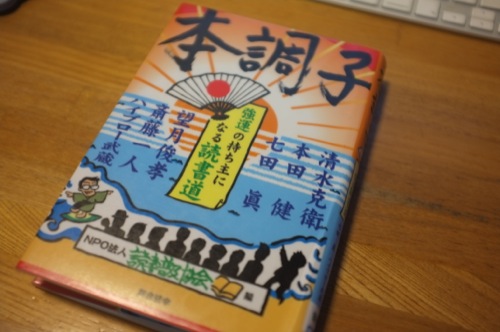 本調子
強運の持ち主に
なる読書道
清水克衛
本田 健
七田 眞
望月俊孝
斎藤一人
ハイブロー武蔵
NPO法人
読書普及協会
編